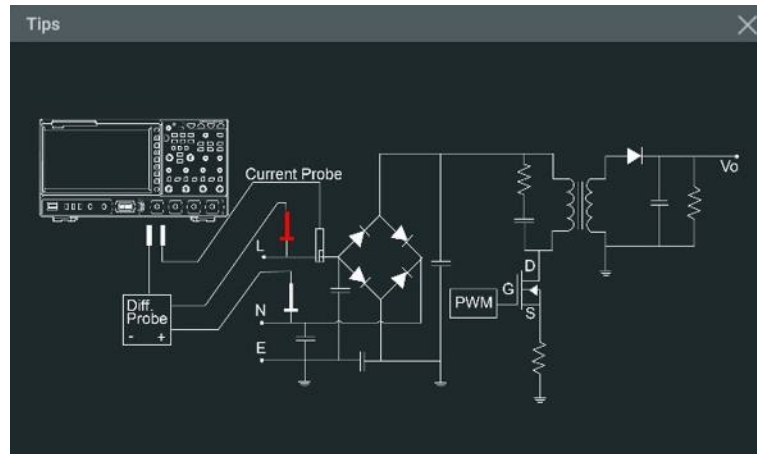 Tips
Current Probe
Vo
L
D
Diff.
Probe
- +
N
PWM
G
S
E